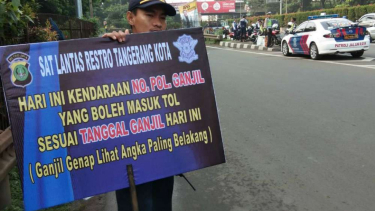 SAT LANTAS RESTRO TANGERANG KOTA
HARI INI KENDARAAN NO. POL. GANJIL
YANG BOLEH MASUK TOL
SESUAI TANGGAL GANJIL HARI INI
( Ganjil Genap Lihat Angka Paling Belakang )